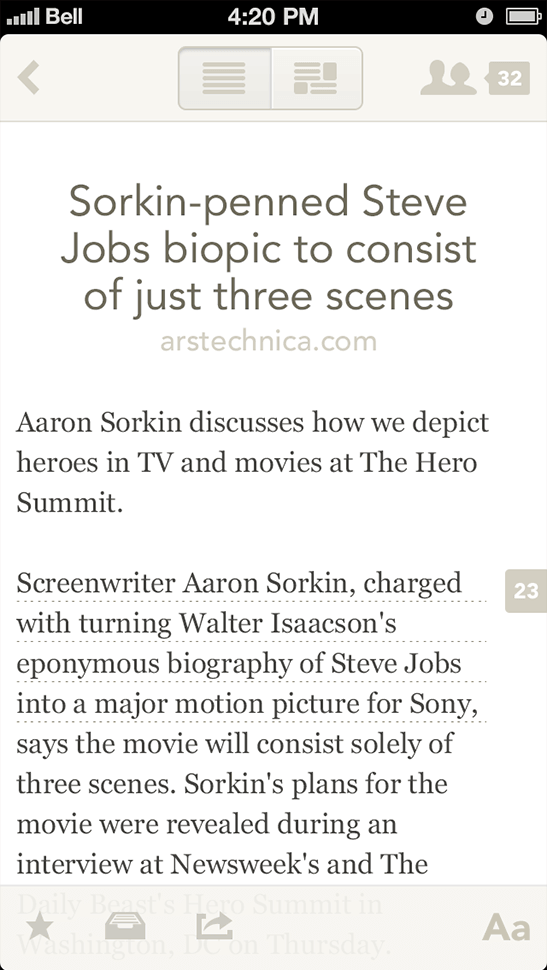 Bell 4:20 PM
32
Sorkin-penned Steve
Jobs biopic to consist
of just three scenes
arstechnica.com
Aaron Sorkin discusses how we depict
heroes in TV and movies at The Hero
Summit.
Screenwriter Aaron Sorkin, charged
23
with turning Walter Isaacson's
eponymous biography of Steve Jobs
into a major motion picture for Sony,
says the movie will consist solely of
three scenes. Sorkin's plans for the
movie were revealed during an
interview at Newsweek's and The
Daily Beast's Hero Summit in
Washington, DC on Thursday.
Aa